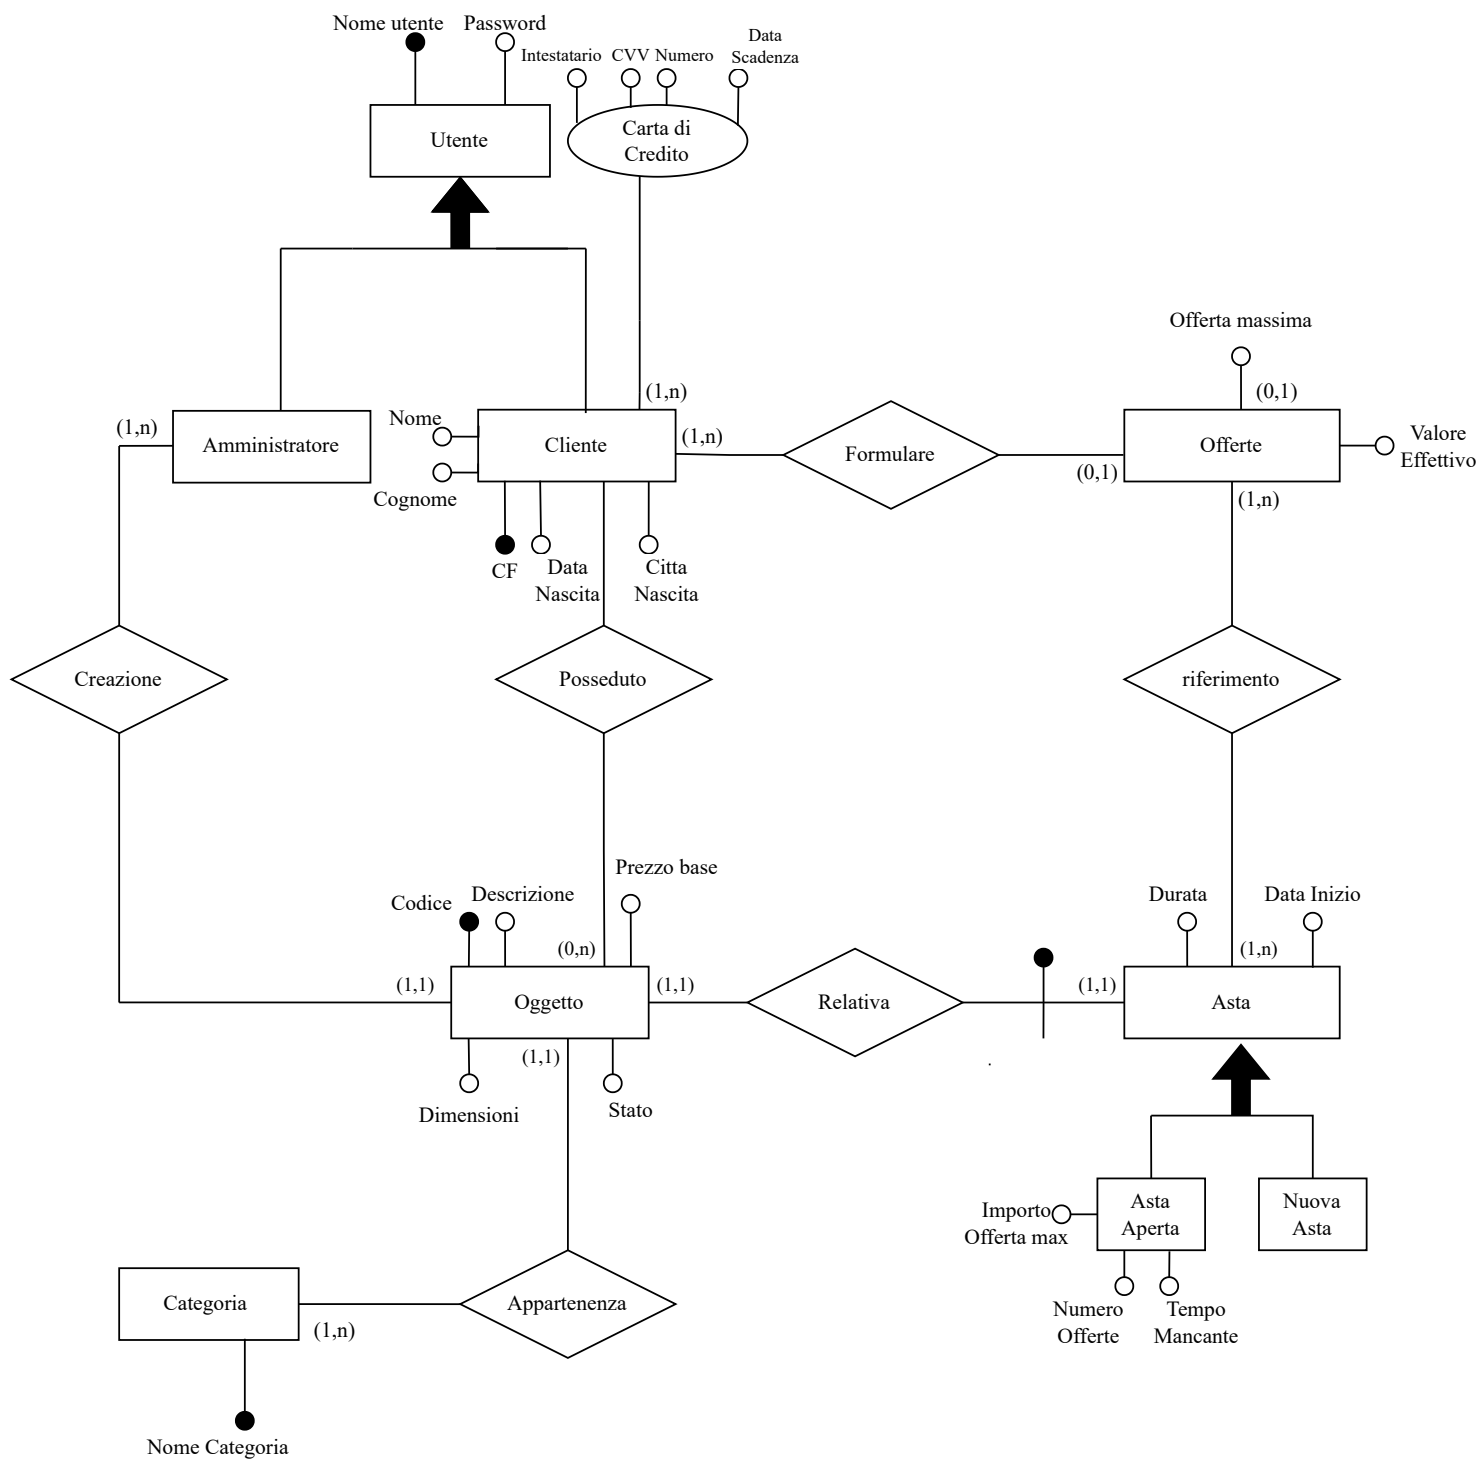 Nome utente
Password
Intestatario
CVV
Numero
Data
Scadenza
Utente
Carta di
Credito
Offerta massima
(0,1)
(1,n)
(1,n)
Amministratore
Nome
Cognome
Cliente
(1,n)
Formulare
(0,1)
Offerte
Valore
Effettivo
(1,n)
CF
Data
Nascita
Citta
Nascita
Creazione
Posseduto
riferimento
Prezzo base
Codice
Descrizione
(0,n)
Durata
Data Inizio
(1,n)
(1,1)
Oggetto
(1,1)
Relativa
(1,1)
Asta
(1,1)
Dimensioni
Stato
.
Importo
Offerta max
Asta
Aperta
Nuova
Asta
Numero
Offerte
Tempo
Mancante
Categoria
(1,n)
Appartenenza
Nome Categoria